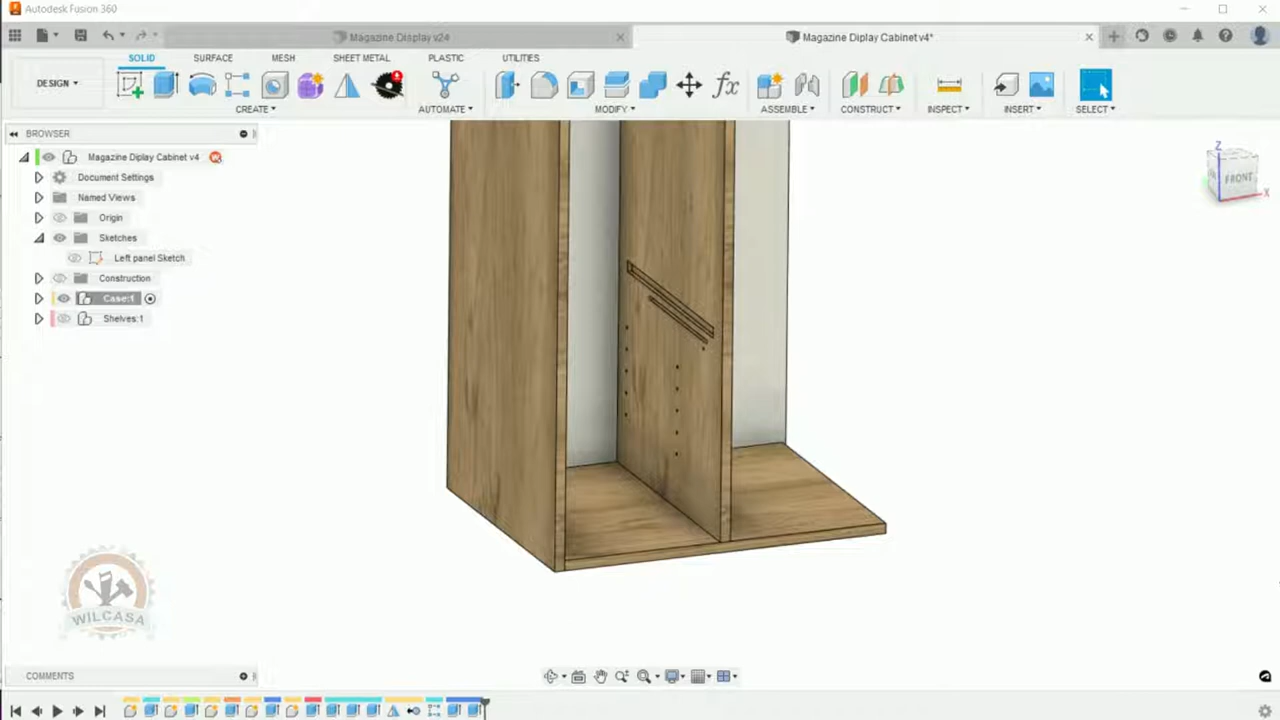 Autodesk Fusion 360
Magazine Display v24
Magazine Diplay Cabinet v4*
DESIGN
SOLID
SURFACE
MESH
SHEET METAL
PLASTIC
UTILITIES
CREATE
AUTOMATE
MODIFY
fx
ASSEMBLE
CONSTRUCT
INSPECT
INSERT
SELECT
BROWSER
Magazine Diplay Cabinet v4
Document Settings
Named Views
Origin
Sketches
Left panel Sketch
Construction
Case:1
Shelves:1
Z
FRONT
X
WILCASA
COMMENTS